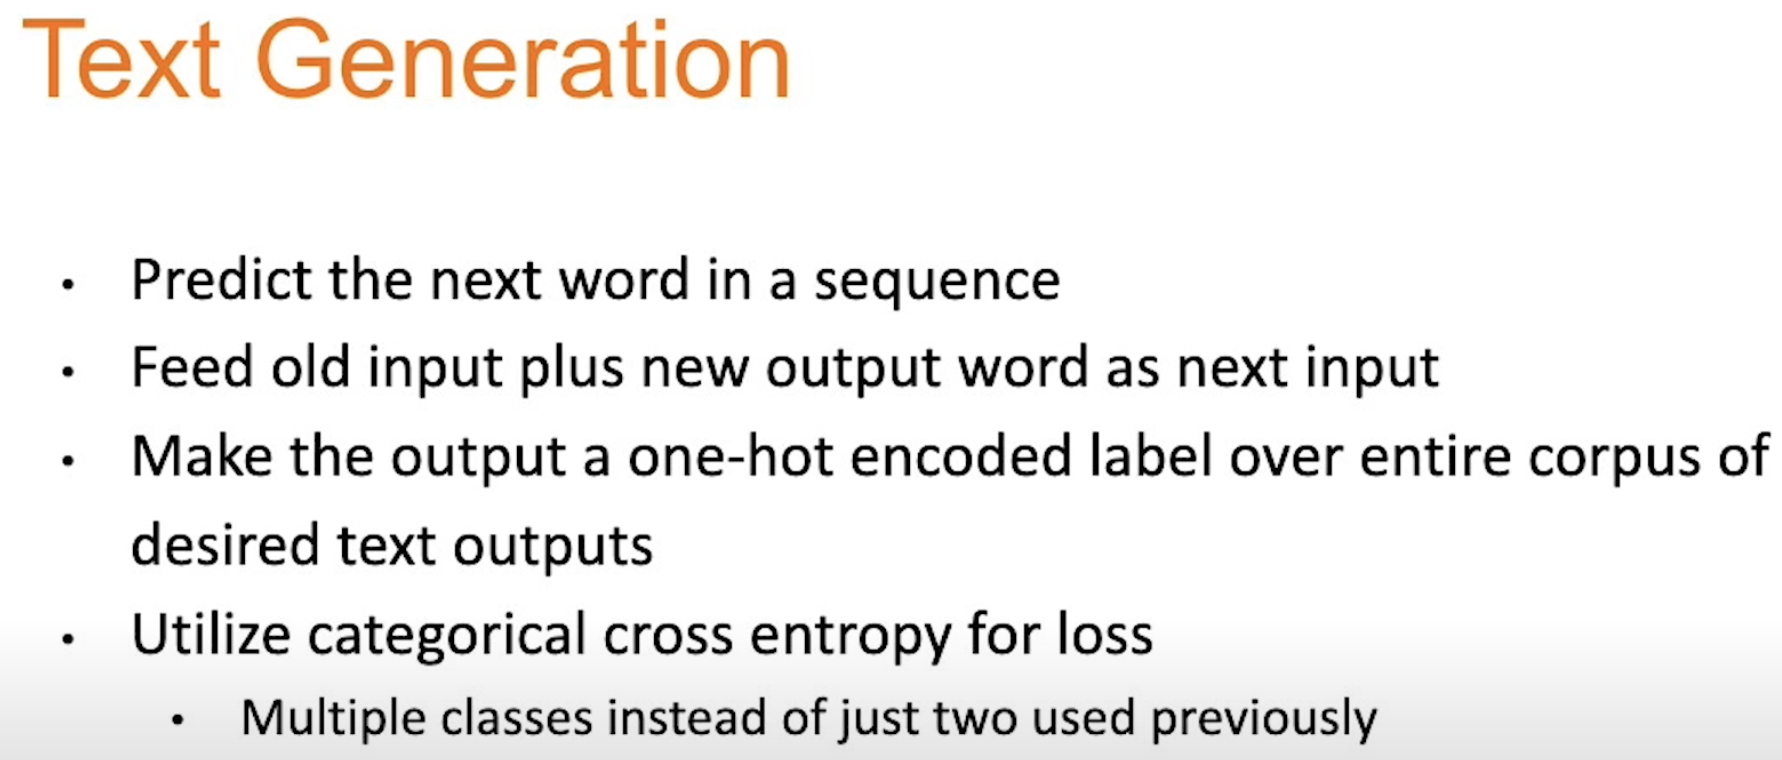 Text Generation
• Predict the next word in a sequence
• Feed old input plus new output word as next input
• Make the output a one-hot encoded label over entire corpus of
desired text outputs
• Utilize categorical cross entropy for loss
• Multiple classes instead of just two used previously